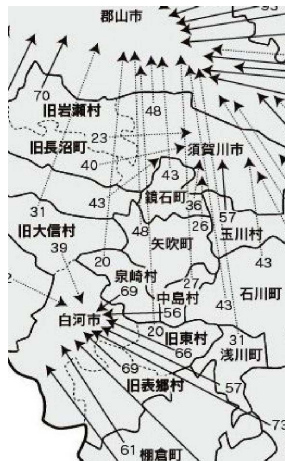 郡山市
93
70
旧岩瀬村
48
23
旧長沼町
須賀川市
40
43
43
鏡石町
36
31
57
旧大信村
48
26
玉川村
39
矢吹町
43
20
泉崎村
27
石川町
69
中島村
56
43
白河市
20
旧東村
31
66
浅川町
69
旧表郷村
57
73
61
棚倉町